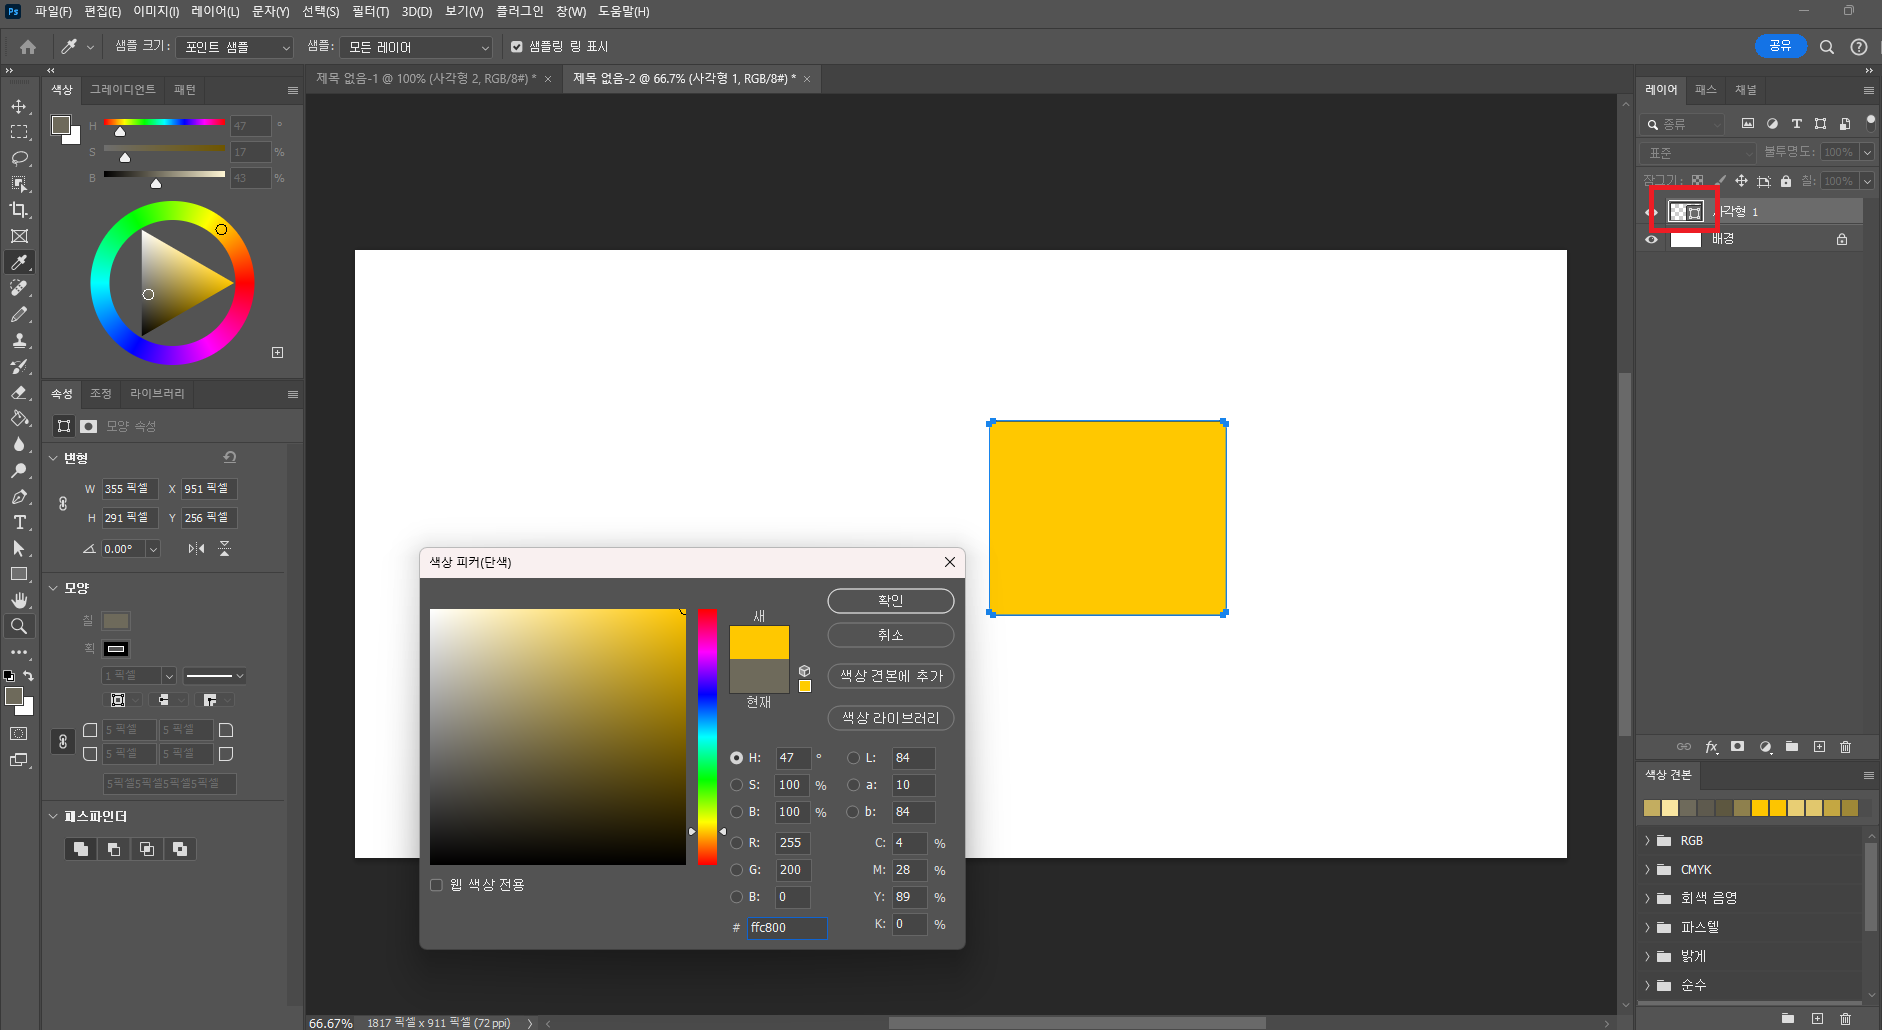 Ps 파일(F) 편집(E) 이미지(I) 레이어(L) 문자(Y) 선택(S) 필터(T) 3D(D) 보기(V) 플러그인 창(W) 도움말(H)
샘플 크기: 포인트 샘플 샘플: 모든 레이어 샘플링 링 표시 공유
제목 없음-1 @ 100% (사각형 2, RGB/8#) * × 제목 없음-2 @ 66.7% (사각형 1, RGB/8#) * ×
색상 그레이디언트 패턴
H 47 °
S 17 %
B 43 %
속성 조정 라이브러리
모양 속성
변형
W 355 픽셀 X 951 픽셀
H 291 픽셀 Y 256 픽셀
0.00°
모양
칠
획
1 픽셀
5 픽셀 5 픽셀
5 픽셀 5 픽셀
5픽셀5픽셀5픽셀5픽셀
패스파인더
색상 피커(단색)
새
현재
확인
취소
색상 견본에 추가
색상 라이브러리
H: 47 ° L: 84
S: 100 % a: 10
B: 100 % b: 84
R: 255 C: 4 %
G: 200 M: 28 %
B: 0 Y: 89 %
# ffc800 K: 0 %
웹 색상 전용
66.67% 1817 픽셀 x 911 픽셀 (72 ppi)
레이어 패스 채널
종류
표준 불투명도: 100%
잠그기: 칠: 100%
사각형 1
배경
fx
색상 견본
RGB
CMYK
회색 음영
파스텔
밝게
순수